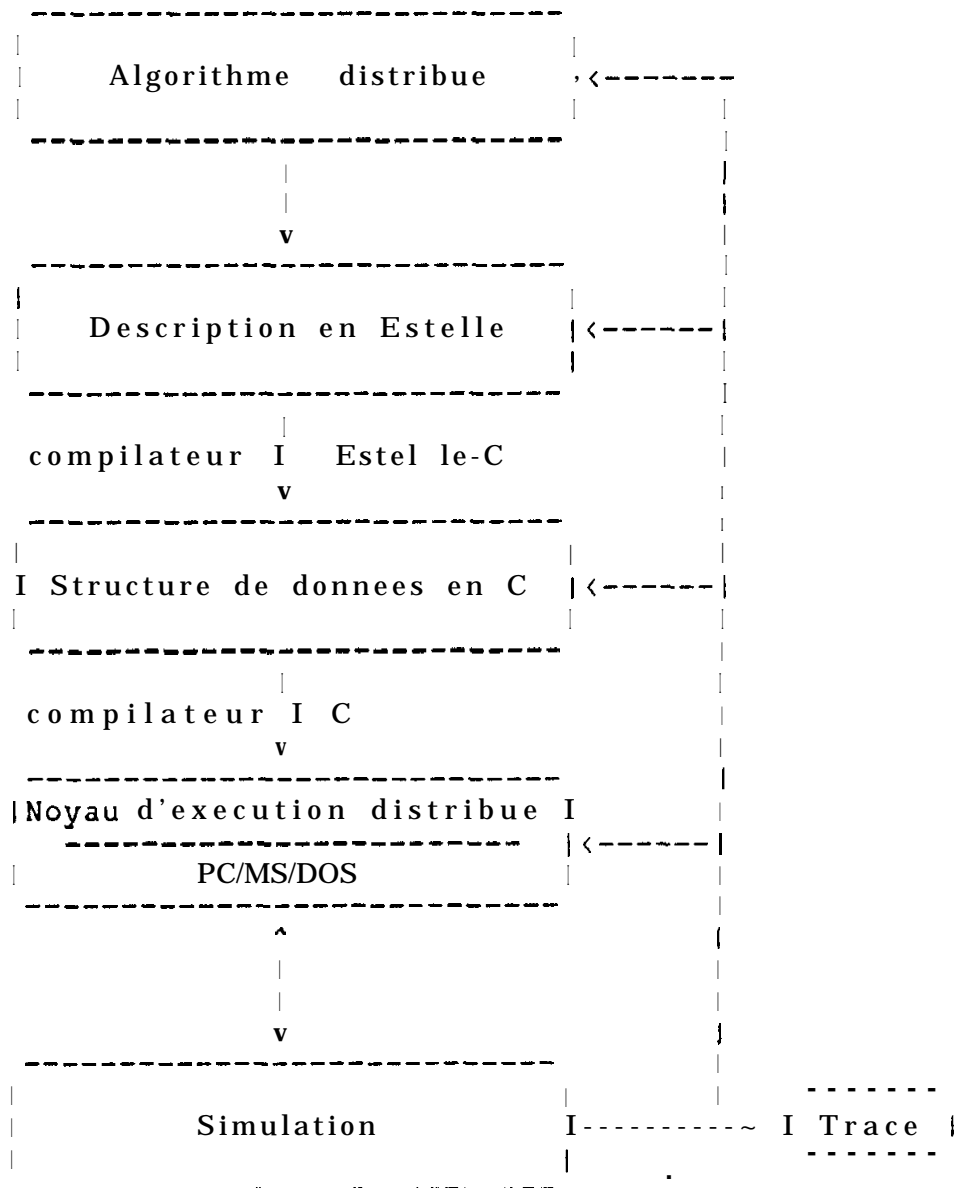 Algorithme distribue
Description en Estelle
compilateur Estelle-C
Structure de donnees en C
compilateur C
Noyau d'execution distribue
PC/MS/DOS
Simulation
Trace